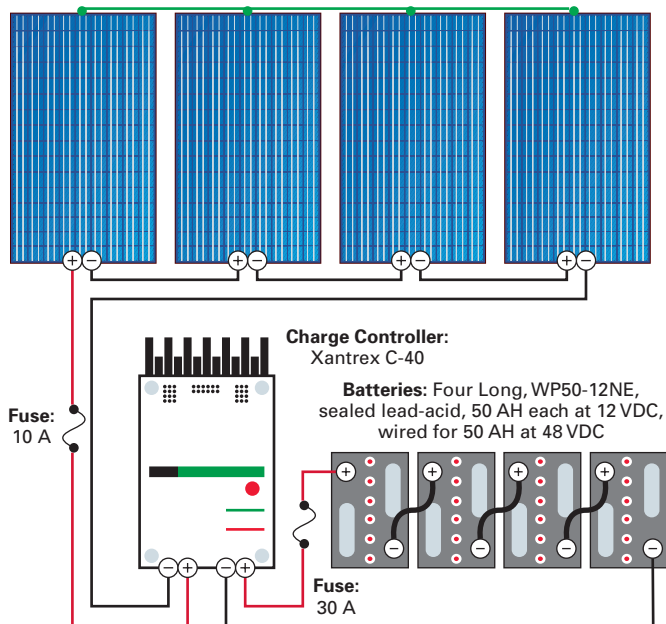 + − + − + − + −
Charge Controller:
Xantrex C-40
Batteries: Four Long, WP50-12NE,
sealed lead-acid, 50 AH each at 12 VDC,
wired for 50 AH at 48 VDC
Fuse:
10 A
+ + + +
− − − −
− + − +
Fuse:
30 A